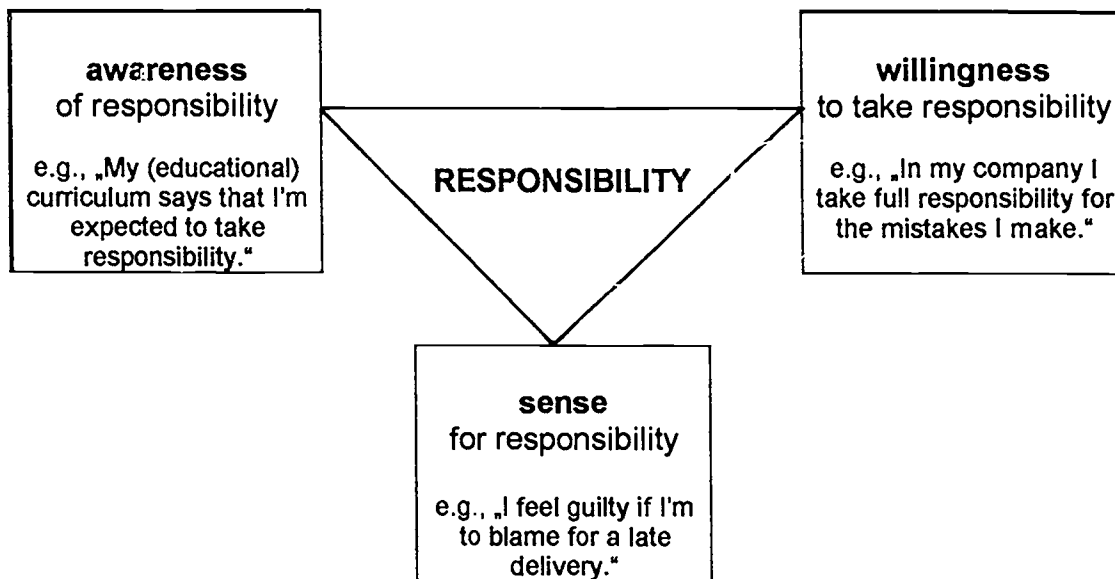 awareness
of responsibility
e.g., „My (educational)
curriculum says that I'm
expected to take
responsibility.“
willingness
to take responsibility
e.g., „In my company I
take full responsibility for
the mistakes I make.“
RESPONSIBILITY
sense
for responsibility
e.g., „I feel guilty if I'm
to blame for a late
delivery.“